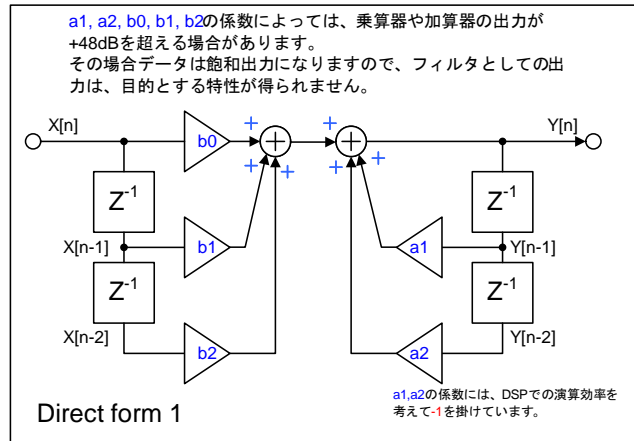 a1, a2, b0, b1, b2の係数によっては、乗算器や加算器の出力が
+48dBを超える場合があります。
その場合データは飽和出力になりますので、フィルタとしての出
力は、目的とする特性が得られません。
X[n]
Y[n]
b0
+
+
+
+
+
+
+
+
Z-1
Z-1
X[n-1]
b1
a1
Y[n-1]
Z-1
Z-1
X[n-2]
b2
a2
Y[n-2]
Direct form 1
a1,a2の係数には、DSPでの演算効率を
考えて-1を掛けています。